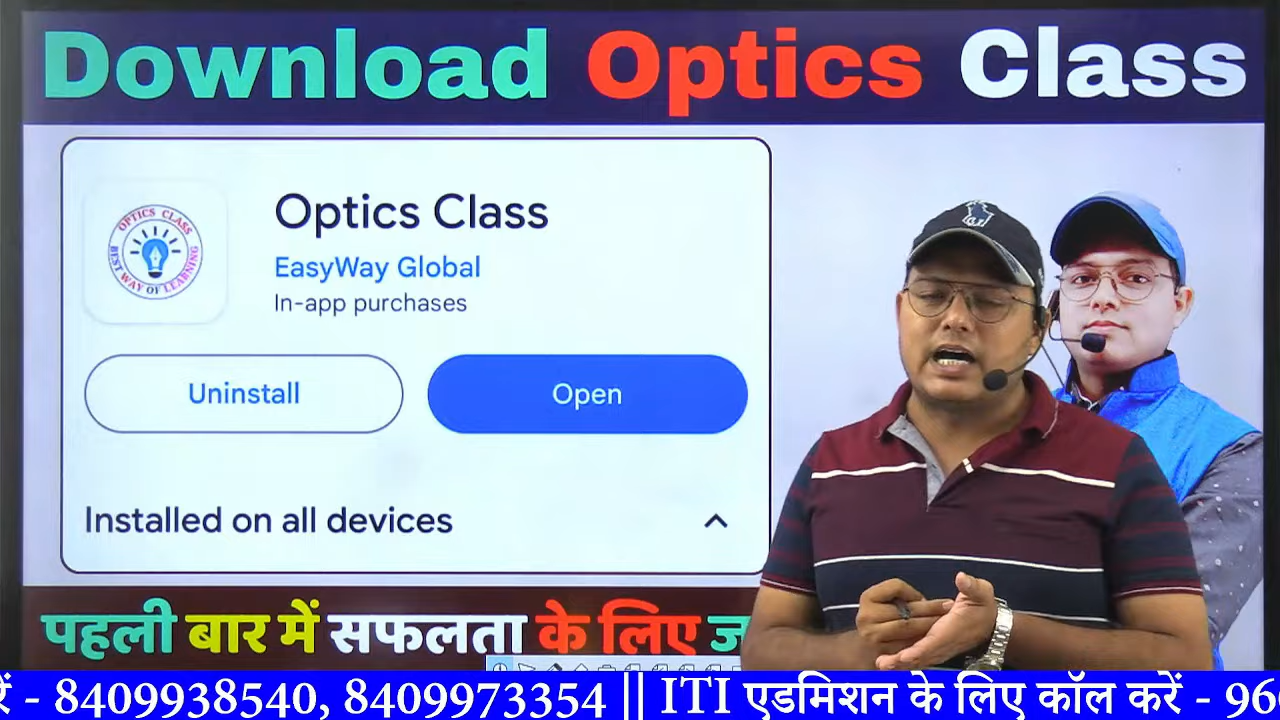 Download Optics Class
OPTICS CLASS
BEST WAY OF LEARNING
Optics Class
EasyWay Global
In-app purchases
Uninstall
Open
Installed on all devices
पहली बार में सफलता के लिए
- 8409938540, 8409973354 || ITI एडमिशन के लिए कॉल करें - 96